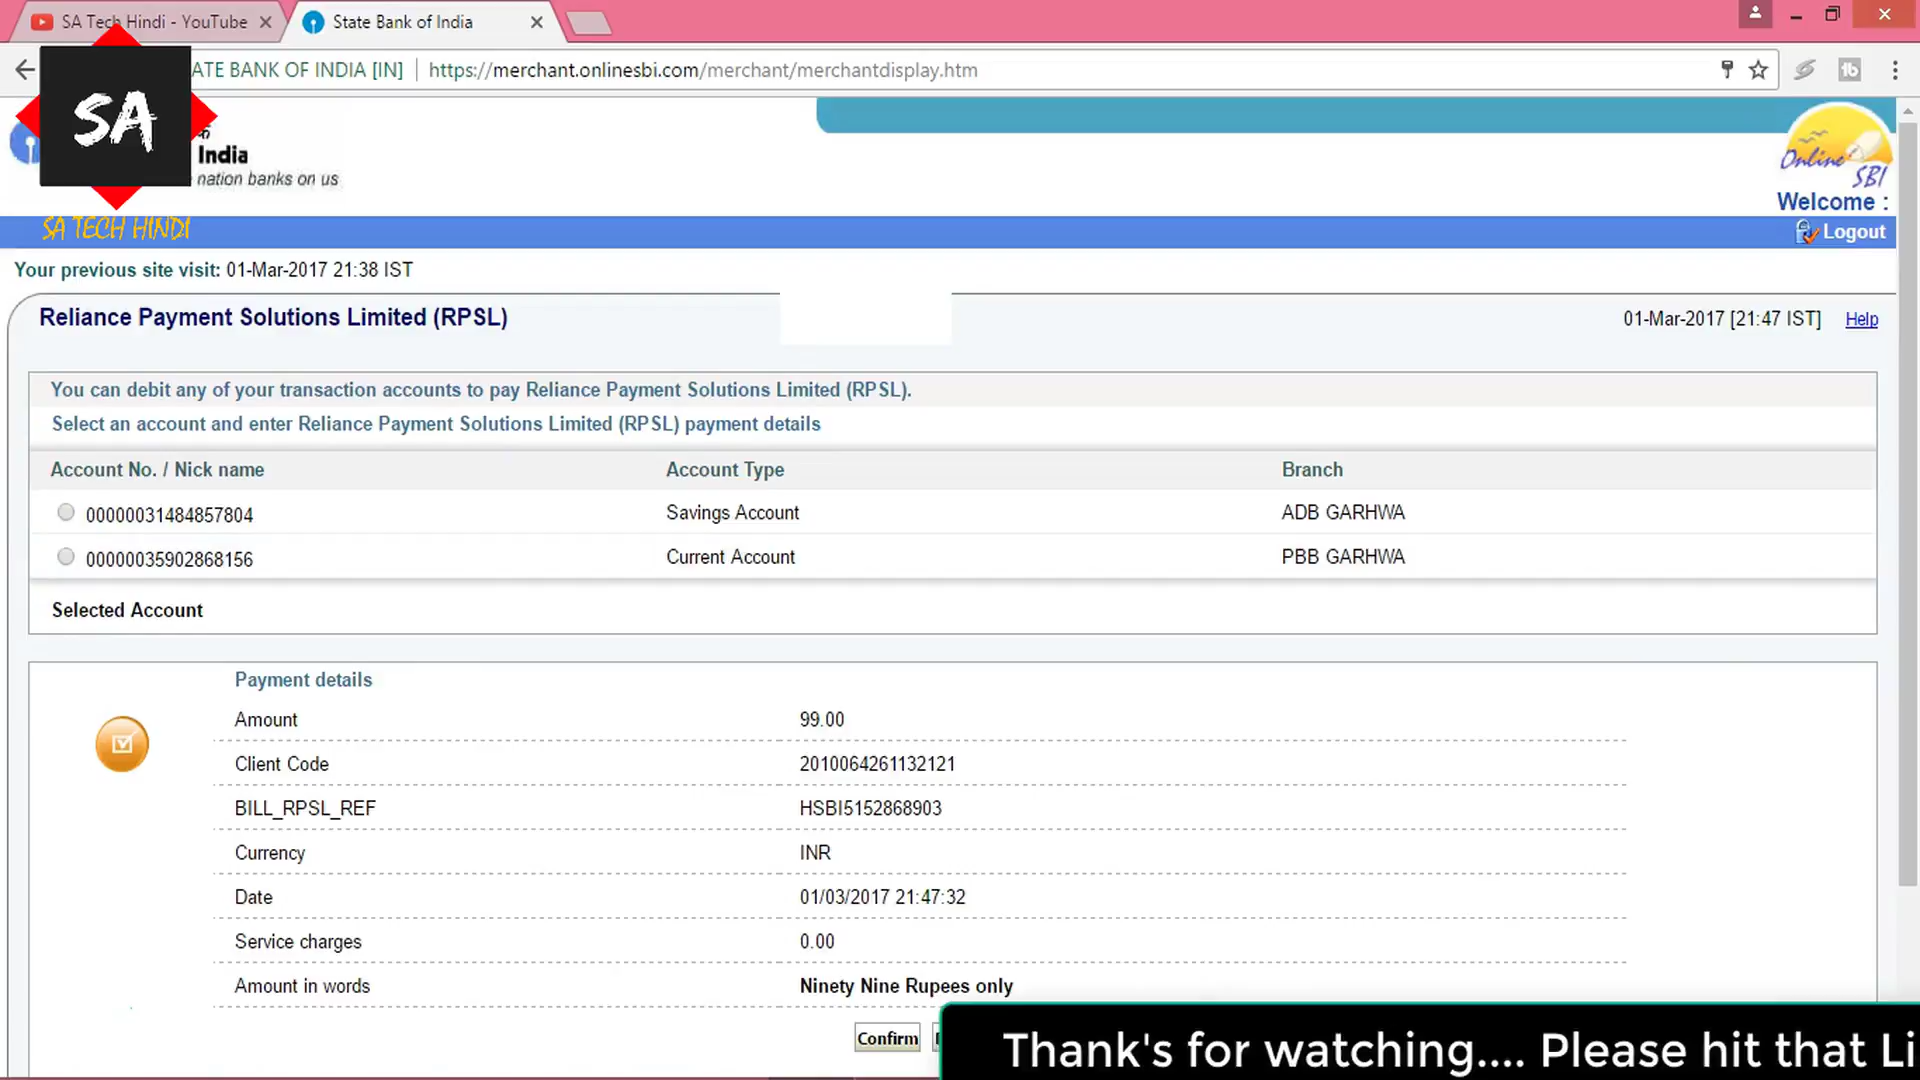 SA Tech Hindi - YouTube
State Bank of India
ATE BANK OF INDIA [IN]
https://merchant.onlinesbi.com/merchant/merchantdisplay.htm
SA
India
nation banks on us
SA TECH HINDI
Online SBI
Welcome :
Logout
Your previous site visit: 01-Mar-2017 21:38 IST
Reliance Payment Solutions Limited (RPSL)
01-Mar-2017 [21:47 IST] Help
You can debit any of your transaction accounts to pay Reliance Payment Solutions Limited (RPSL).
Select an account and enter Reliance Payment Solutions Limited (RPSL) payment details
Account No. / Nick name Account Type Branch
00000031484857804 Savings Account ADB GARHWA
00000035902868156 Current Account PBB GARHWA
Selected Account
Payment details
Amount 99.00
Client Code 2010064261132121
BILL_RPSL_REF HSBI5152868903
Currency INR
Date 01/03/2017 21:47:32
Service charges 0.00
Amount in words Ninety Nine Rupees only
Confirm
Thank's for watching.... Please hit that Li